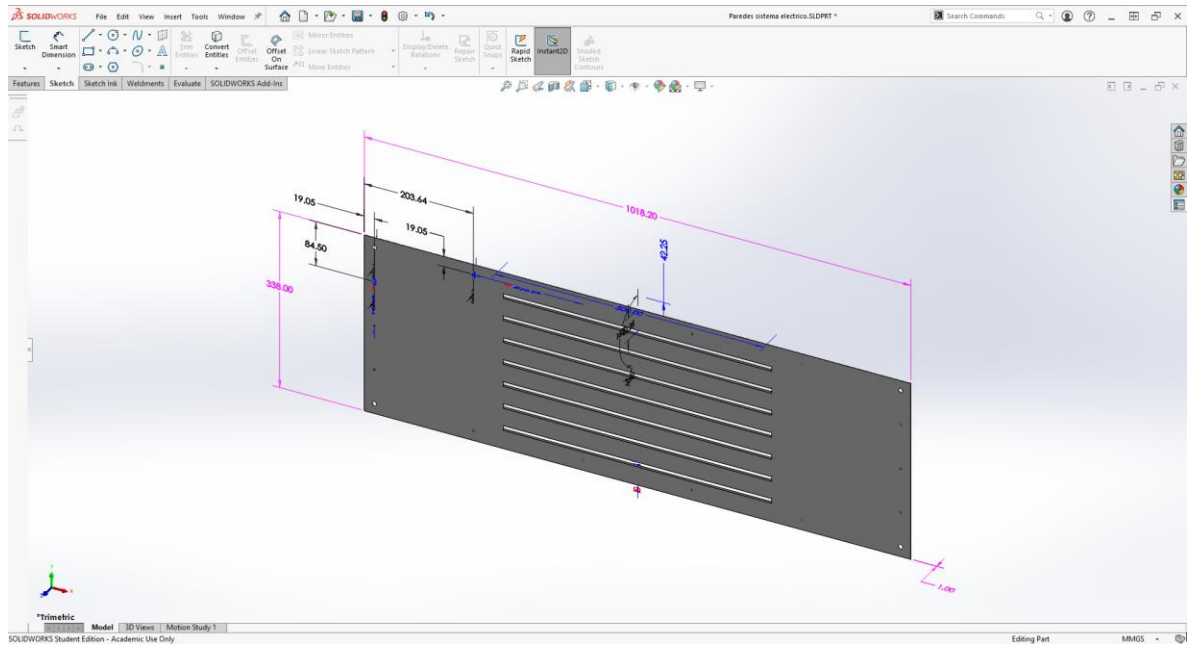 SOLIDWORKS File Edit View Insert Tools Window
Paredes sistema electrico.SLDPRT *
Search Commands
Sketch
Smart Dimension
Trim Entities
Convert Entities
Offset Entities
Offset On Surface
Mirror Entities
Linear Sketch Pattern
Move Entities
Display/Delete Relations
Repair Sketch
Quick Snaps
Rapid Sketch
Instant2D
Shaded Sketch Contours
Features Sketch Sketch Ink Weldments Evaluate SOLIDWORKS Add-Ins
1018.20
203.64
19.05
19.05
84.50
42.25
338.00
1.00
*Trimetric
Model 3D Views Motion Study 1
SOLIDWORKS Student Edition - Academic Use Only
Editing Part
MMGS